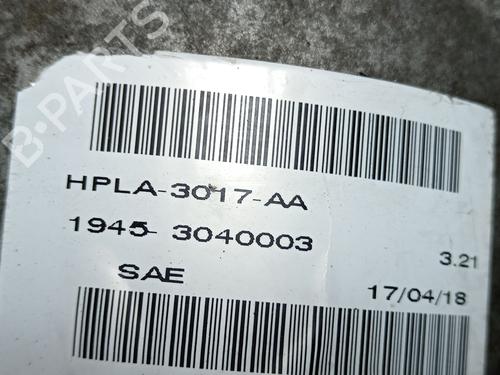 B-PARTS
HPLA-3017-AA
1945- 3040003
3.21
SAE
17/04/18